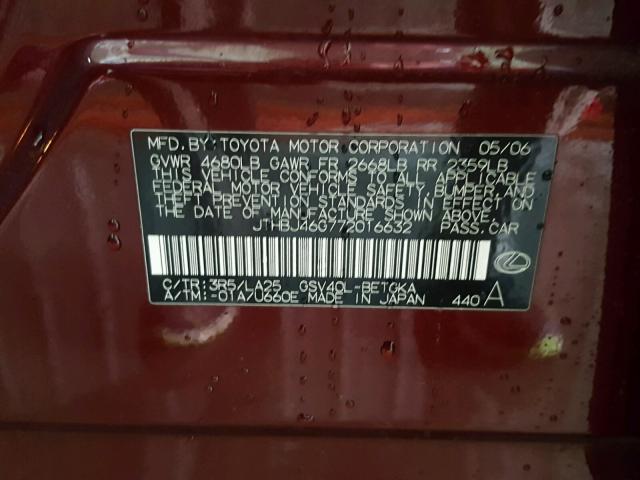 MFD.BY:TOYOTA MOTOR CORPORATION 05/06
GVWR 4680LB GAWR FR 2668LB RR 2359LB
THIS VEHICLE CONFORMS TO ALL APPLICABLE
FEDERAL MOTOR VEHICLE SAFETY, BUMPER, AND
THEFT PREVENTION STANDARDS IN EFFECT ON
THE DATE OF MANUFACTURE SHOWN ABOVE.
JTHBJ46G772016632 PASS.CAR
C/TR:3R5/LA25 GSV40L-BETGKA
A/TM:-01A/U660E MADE IN JAPAN 440 A